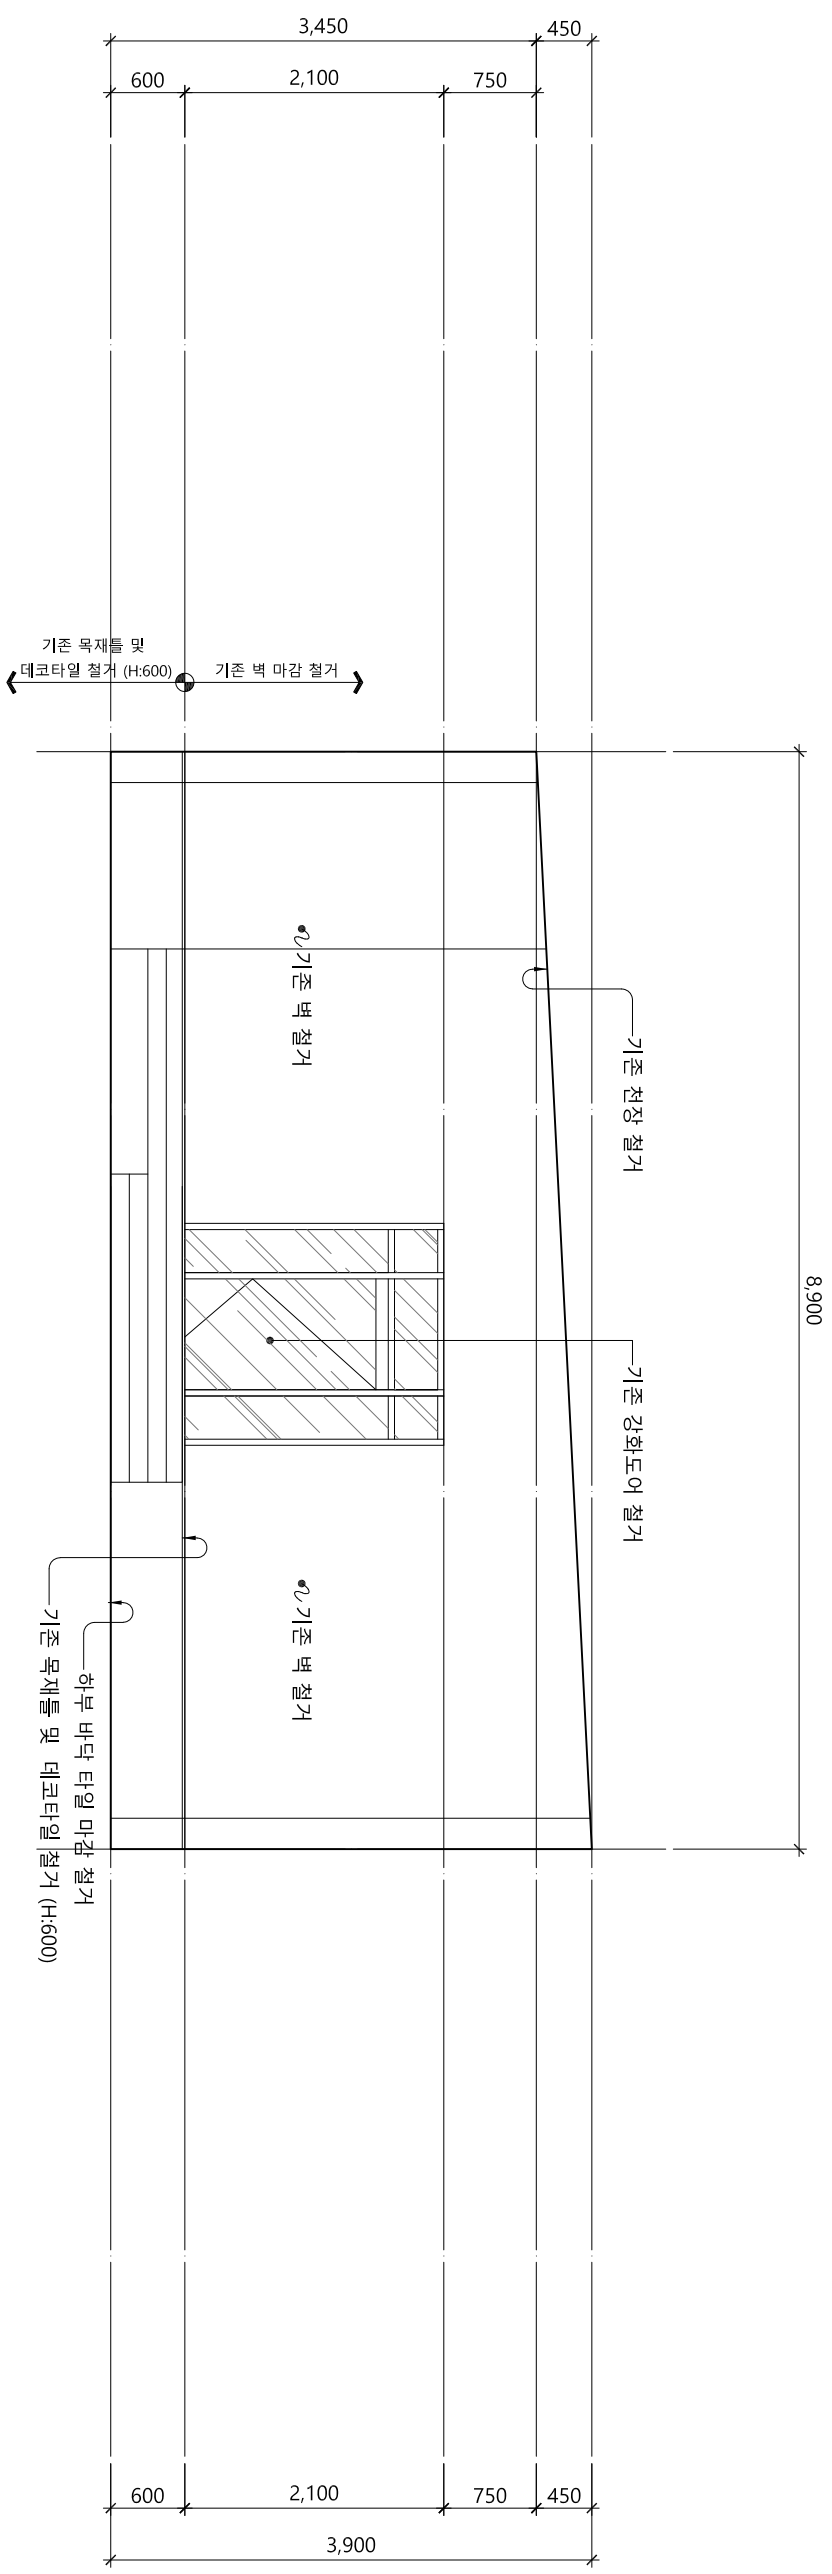 3,450
450
600
2,100
750
기존 목재틀 및
데코타일 철거 (H:600)
기존 벽 마감 철거
기존 벽 철거
기존 천장 철거
8,900
기존 강화도어 철거
기존 벽 철거
하부 바닥 타일 마감 철거
기존 목재틀 및 데코타일 철거 (H:600)
600
2,100
750
450
3,900